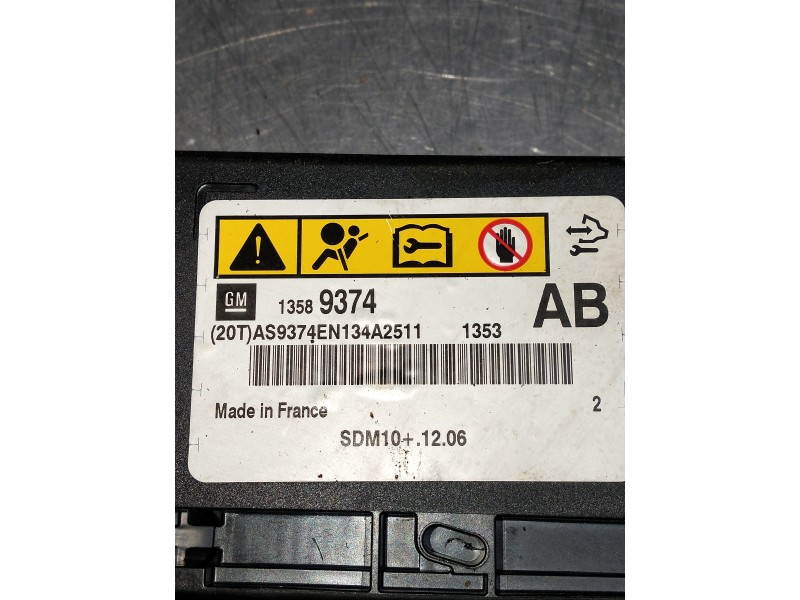 GM 1358 9374 AB
(20T)AS9374EN134A2511 1353
Made in France 2
SDM10+.12.06